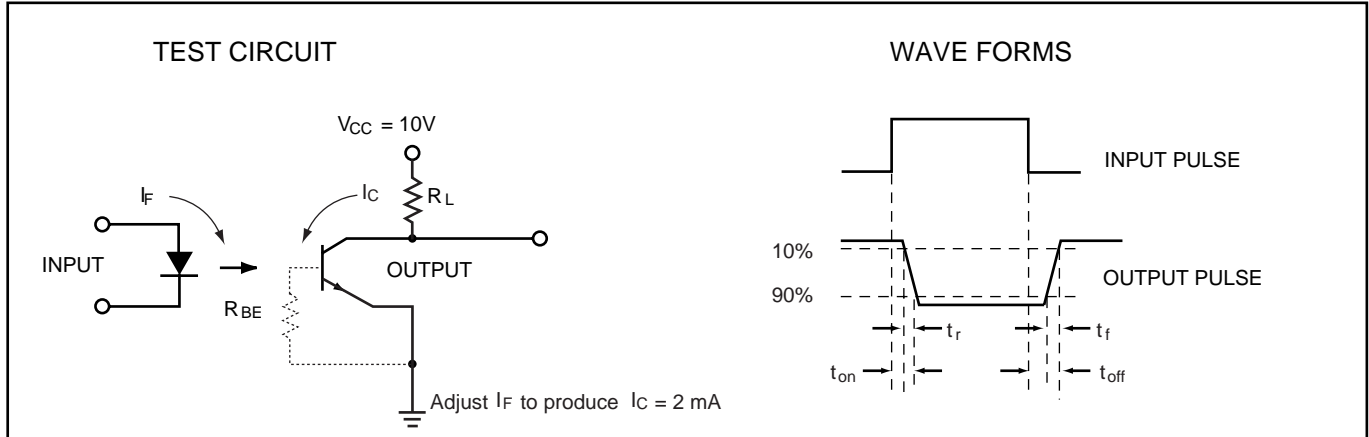 TEST CIRCUIT
WAVE FORMS
VCC = 10V
IF
IC
RL
INPUT
OUTPUT
RBE
Adjust IF to produce IC = 2 mA
INPUT PULSE
10%
OUTPUT PULSE
90%
tr
tf
ton
toff